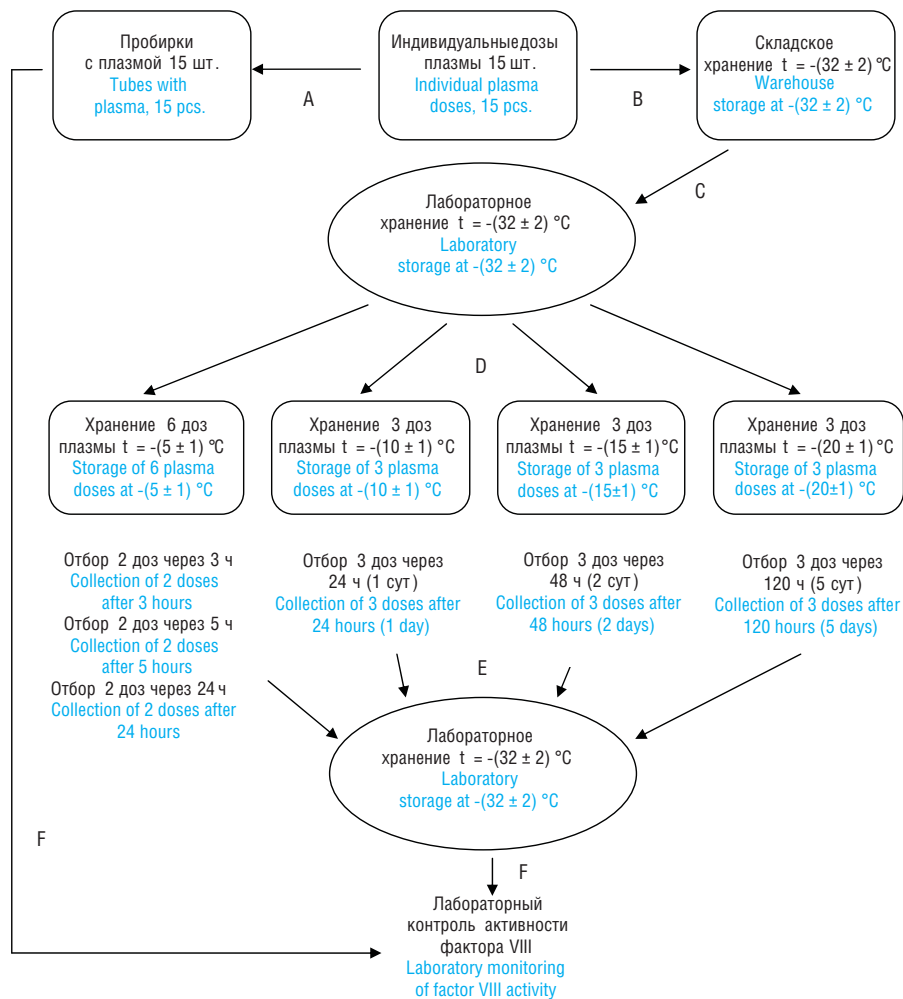 Пробирки
с плазмой 15 шт.
Tubes with
plasma, 15 pcs.
A
Индивидуальные дозы
плазмы 15 шт.
Individual plasma
doses, 15 pcs.
B
Складское
хранение t = -(32 ± 2) °C
Warehouse
storage at -(32 ± 2) °C
C
Лабораторное
хранение t = -(32 ± 2) °C
Laboratory
storage at -(32 ± 2) °C
D
Хранение 6 доз
плазмы t = -(5 ± 1) °C
Storage of 6 plasma
doses at -(5 ± 1) °C
Хранение 3 доз
плазмы t = -(10 ± 1) °C
Storage of 3 plasma
doses at -(10 ± 1) °C
Хранение 3 доз
плазмы t = -(15 ± 1)°C
Storage of 3 plasma
doses at -(15±1) °C
Хранение 3 доз
плазмы t = -(20 ± 1)°C
Storage of 3 plasma
doses at -(20±1) °C
Отбор 2 доз через 3 ч
Collection of 2 doses
after 3 hours
Отбор 2 доз через 5 ч
Collection of 2 doses
after 5 hours
Отбор 2 доз через 24 ч
Collection of 2 doses after
24 hours
Отбор 3 доз через
24 ч (1 сут)
Collection of 3 doses after
24 hours (1 day)
Отбор 3 доз через
48 ч (2 сут)
Collection of 3 doses after
48 hours (2 days)
Отбор 3 доз через
120 ч (5 сут)
Collection of 3 doses after
120 hours (5 days)
E
Лабораторное
хранение t = -(32 ± 2) °C
Laboratory
storage at -(32 ± 2) °C
F
F
Лабораторный
контроль активности
фактора VIII
Laboratory monitoring
of factor VIII activity